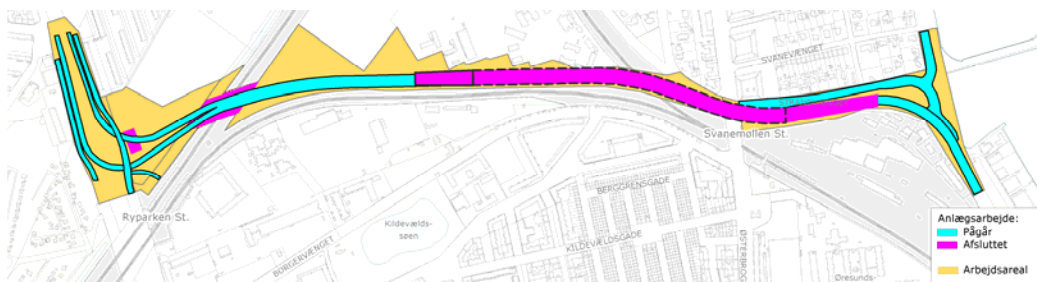 SVANEVÆNGET
Svanemøllen St.
BERGGRENSGADE
Ryparken St.
Kildevælds-
søen
KILDEVÆLDSGADE
BORGERVÆNGET
ØSTERBROG
Øresunds-
Anlægsarbejde:
Pågår
Afsluttet
Arbejdsareal